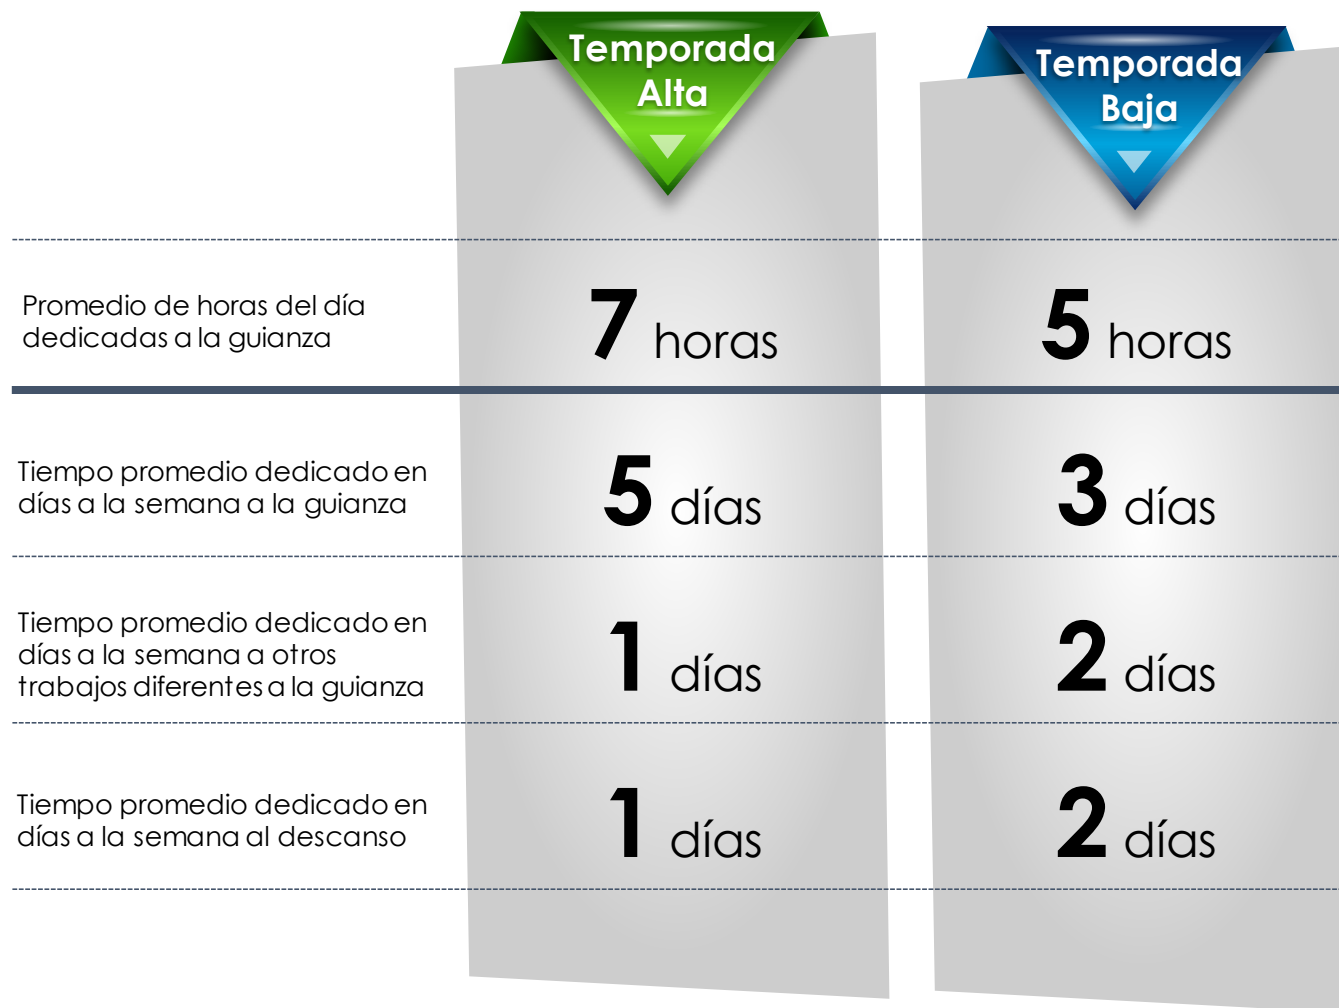 Temporada
Alta
Temporada
Baja
Promedio de horas del día
dedicadas a la guianza
7 horas
5 horas
Tiempo promedio dedicado en
días a la semana a la guianza
5 días
3 días
Tiempo promedio dedicado en
días a la semana a otros
trabajos diferentes a la guianza
1 días
2 días
Tiempo promedio dedicado en
días a la semana al descanso
1 días
2 días